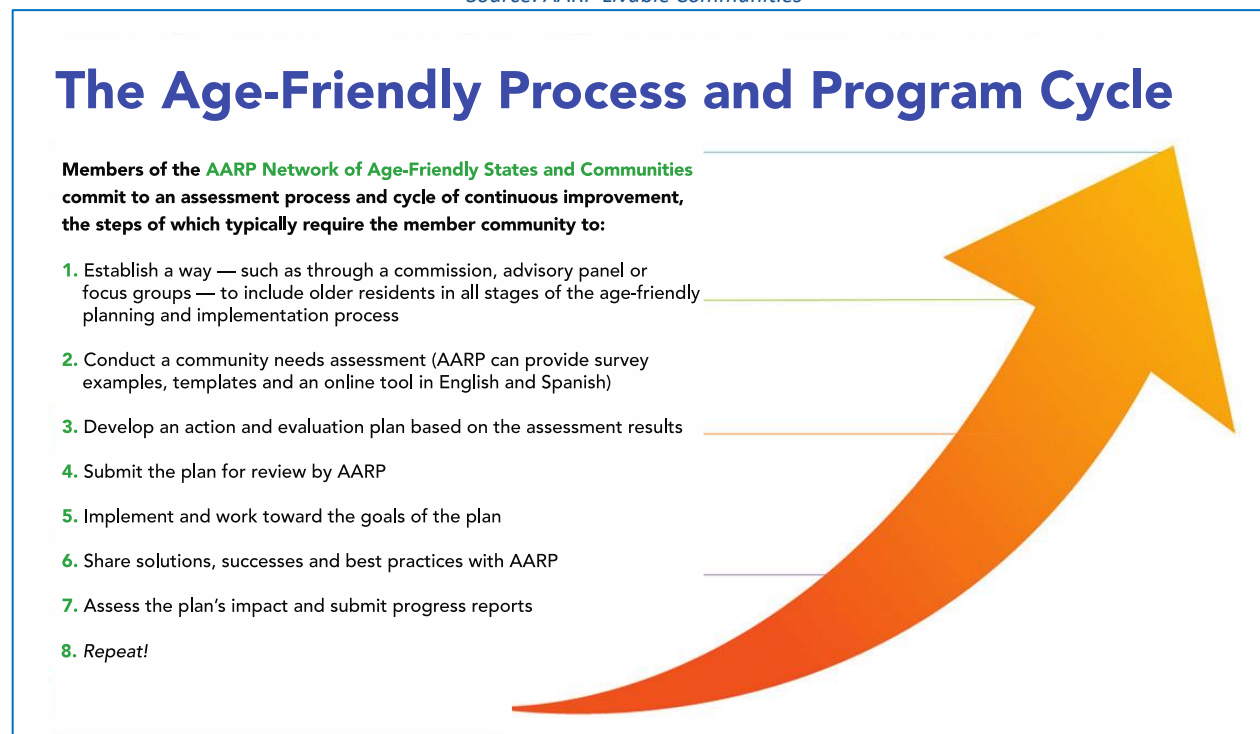 Source: AARP Livable Communities
The Age-Friendly Process and Program Cycle
Members of the AARP Network of Age-Friendly States and Communities
commit to an assessment process and cycle of continuous improvement,
the steps of which typically require the member community to:
1. Establish a way — such as through a commission, advisory panel or
focus groups — to include older residents in all stages of the age-friendly
planning and implementation process
2. Conduct a community needs assessment (AARP can provide survey
examples, templates and an online tool in English and Spanish)
3. Develop an action and evaluation plan based on the assessment results
4. Submit the plan for review by AARP
5. Implement and work toward the goals of the plan
6. Share solutions, successes and best practices with AARP
7. Assess the plan’s impact and submit progress reports
8. Repeat!